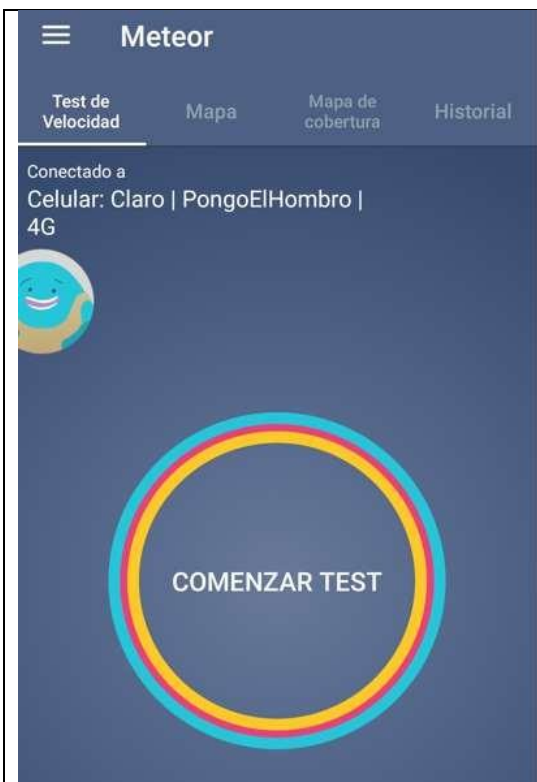 Meteor
Test de
Velocidad
Mapa
Mapa de
cobertura
Historial
Conectado a
Celular: Claro | PongoElHombro |
4G
COMENZAR TEST